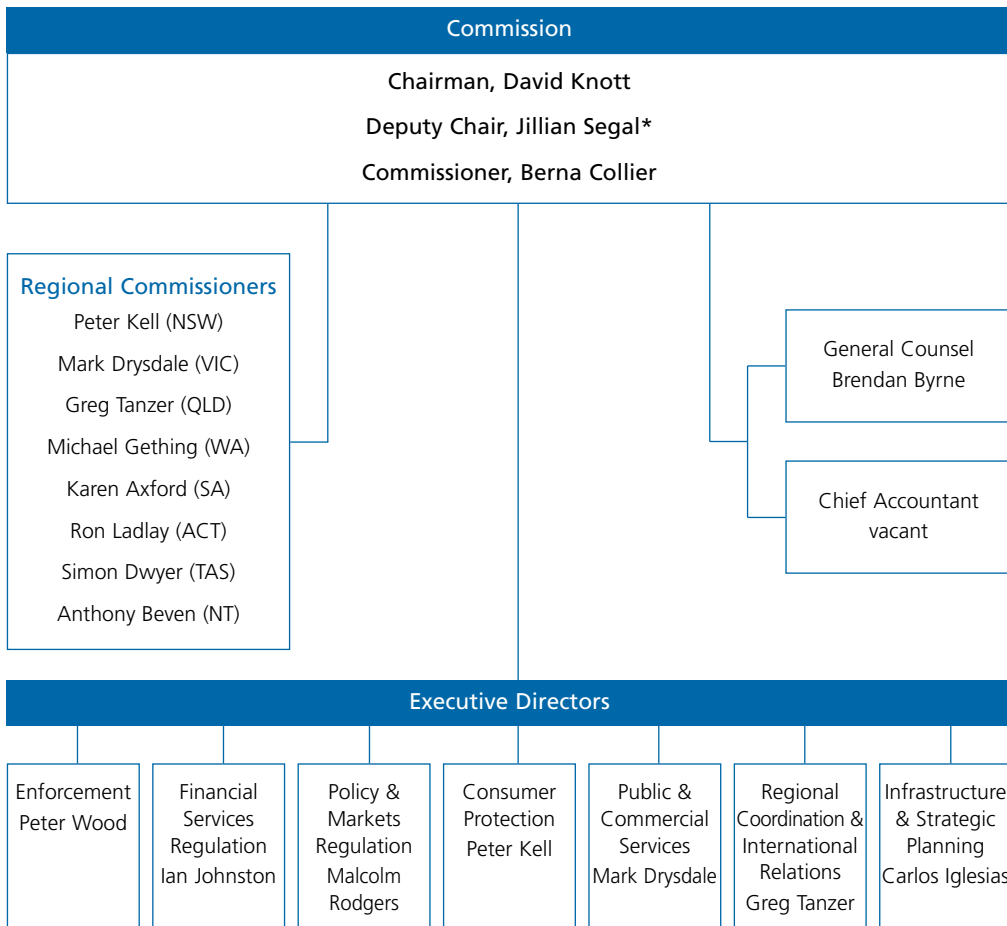 Commission
Chairman, David Knott
Deputy Chair, Jillian Segal*
Commissioner, Berna Collier
Regional Commissioners
Peter Kell (NSW)
Mark Drysdale (VIC)
Greg Tanzer (QLD)
Michael Gething (WA)
Karen Axford (SA)
Ron Ladlay (ACT)
Simon Dwyer (TAS)
Anthony Beven (NT)
General Counsel
Brendan Byrne
Chief Accountant
vacant
Executive Directors
Enforcement
Peter Wood
Financial
Services
Regulation
Ian Johnston
Policy &
Markets
Regulation
Malcolm
Rodgers
Consumer
Protection
Peter Kell
Public &
Commercial
Services
Mark Drysdale
Regional
Coordination &
International
Relations
Greg Tanzer
Infrastructure
& Strategic
Planning
Carlos Iglesias